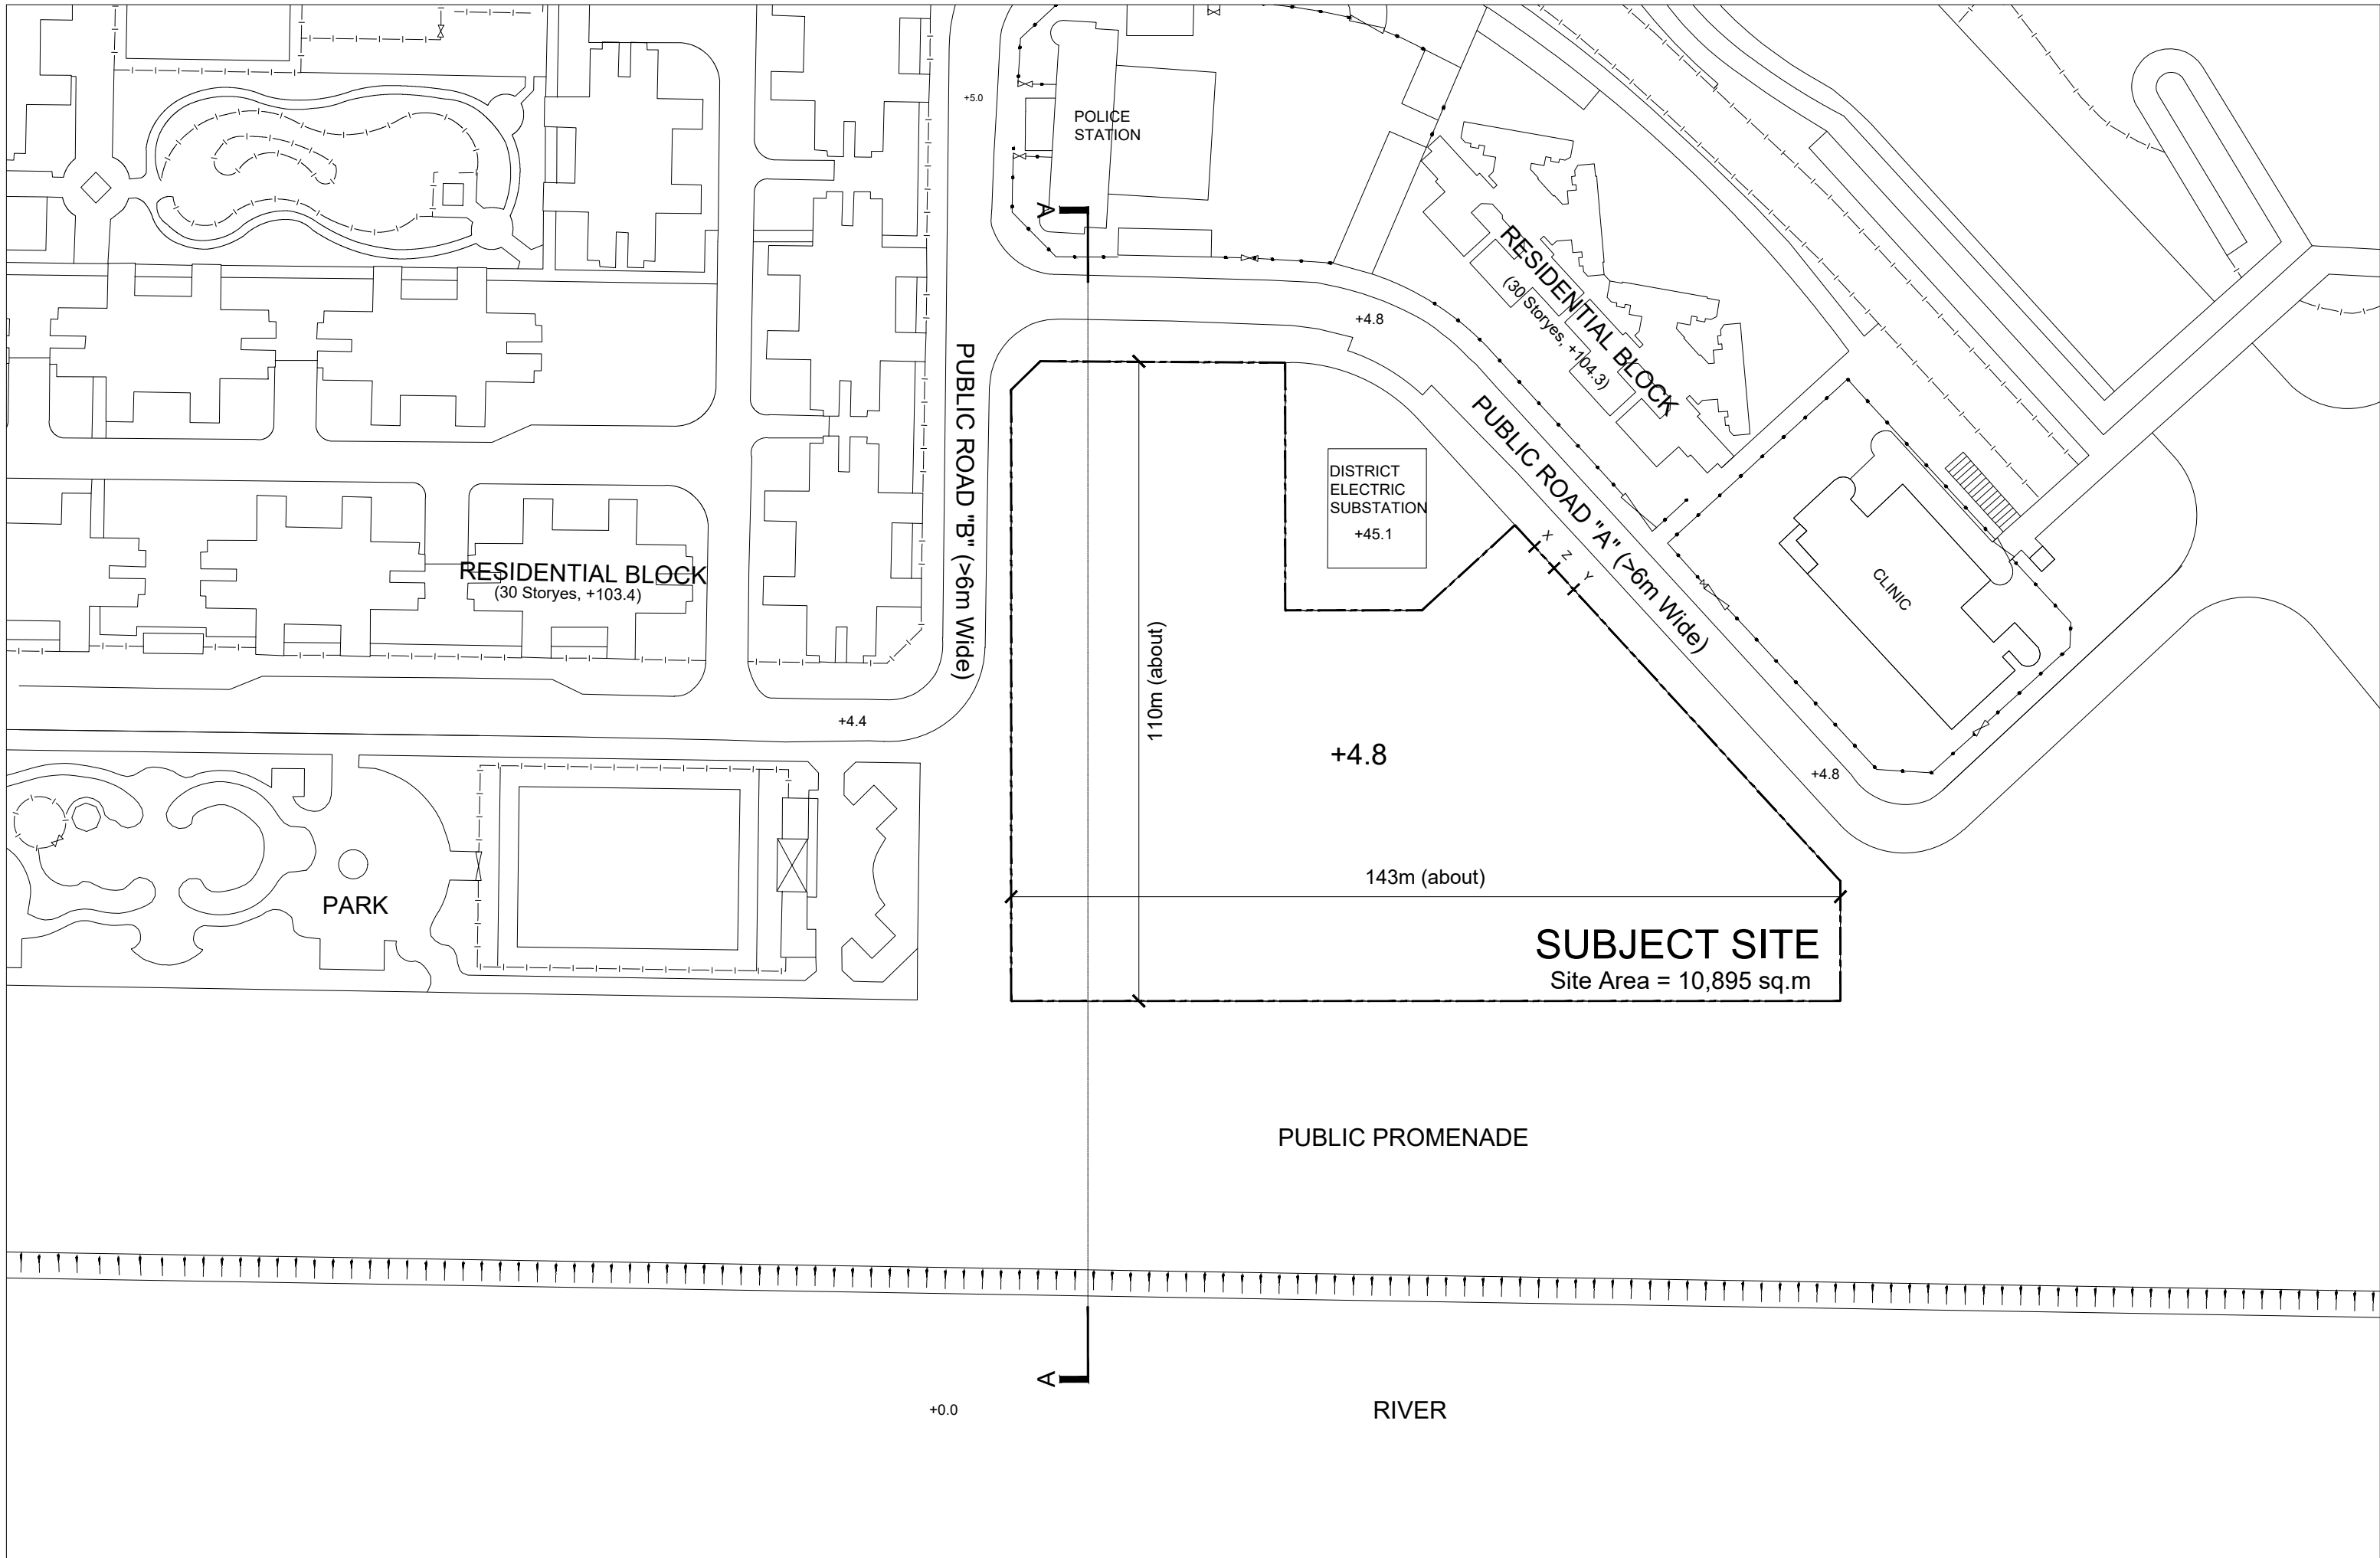 +5.0
POLICE
STATION
A
+4.8
RESIDENTIAL BLOCK
(30 Storyes, +104.3)
PUBLIC ROAD "B" (>6m Wide)
PUBLIC ROAD "A" (>6m Wide)
DISTRICT
ELECTRIC
SUBSTATION
+45.1
X
Z
Y
RESIDENTIAL BLOCK
(30 Storyes, +103.4)
CLINIC
110m (about)
+4.4
+4.8
+4.8
143m (about)
PARK
SUBJECT SITE
Site Area = 10,895 sq.m
PUBLIC PROMENADE
A
+0.0
RIVER